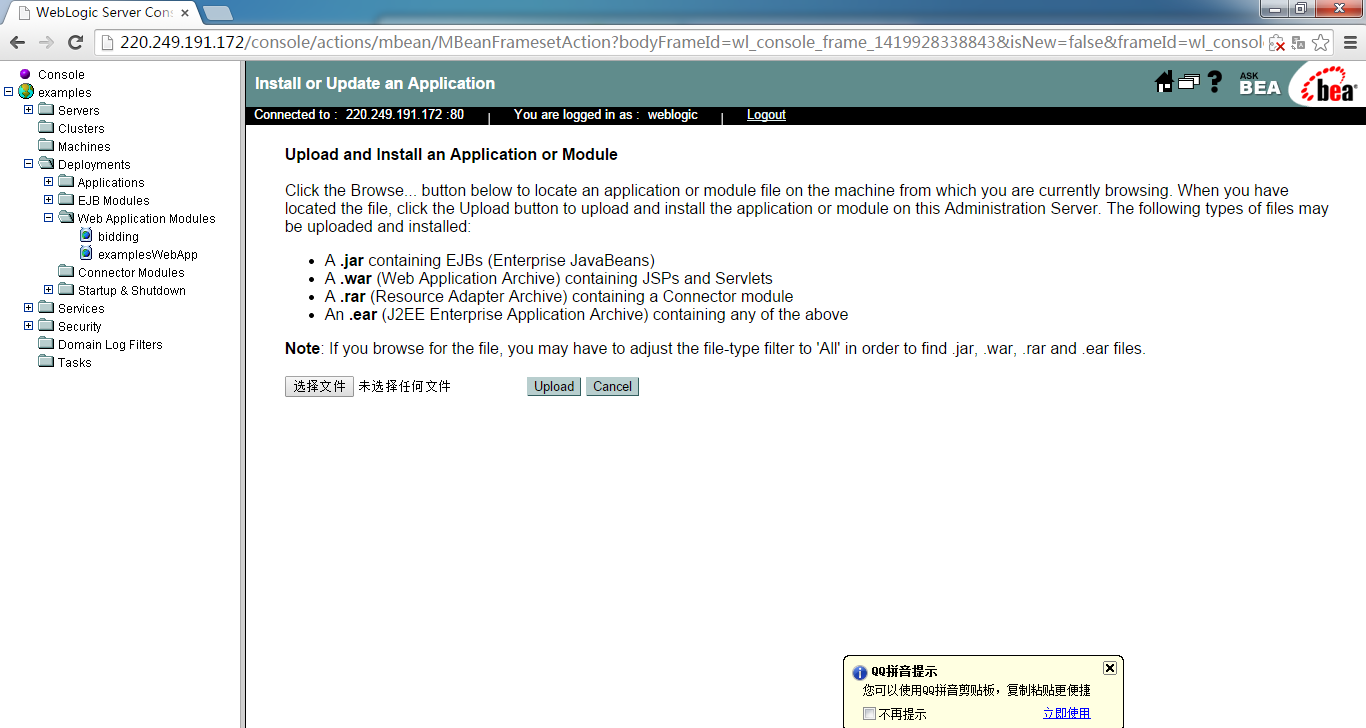 WebLogic Server Cons
220.249.191.172/console/actions/mbean/MBeanFramesetAction?bodyFrameId=wl_console_frame_1419928338843&isNew=false&frameId=wl_consol
Console
examples
Servers
Clusters
Machines
Deployments
Applications
EJB Modules
Web Application Modules
bidding
examplesWebApp
Connector Modules
Startup & Shutdown
Services
Security
Domain Log Filters
Tasks
Install or Update an Application
ASK
BEA
bea
Connected to : 220.249.191.172 :80 | You are logged in as : weblogic | Logout
Upload and Install an Application or Module
Click the Browse... button below to locate an application or module file on the machine from which you are currently browsing. When you have
located the file, click the Upload button to upload and install the application or module on this Administration Server. The following types of files may
be uploaded and installed:
• A .jar containing EJBs (Enterprise JavaBeans)
• A .war (Web Application Archive) containing JSPs and Servlets
• A .rar (Resource Adapter Archive) containing a Connector module
• An .ear (J2EE Enterprise Application Archive) containing any of the above
Note: If you browse for the file, you may have to adjust the file-type filter to 'All' in order to find .jar, .war, .rar and .ear files.
选择文件 未选择任何文件 Upload Cancel
QQ拼音提示
您可以使用QQ拼音剪贴板，复制粘贴更便捷
不再提示 立即使用